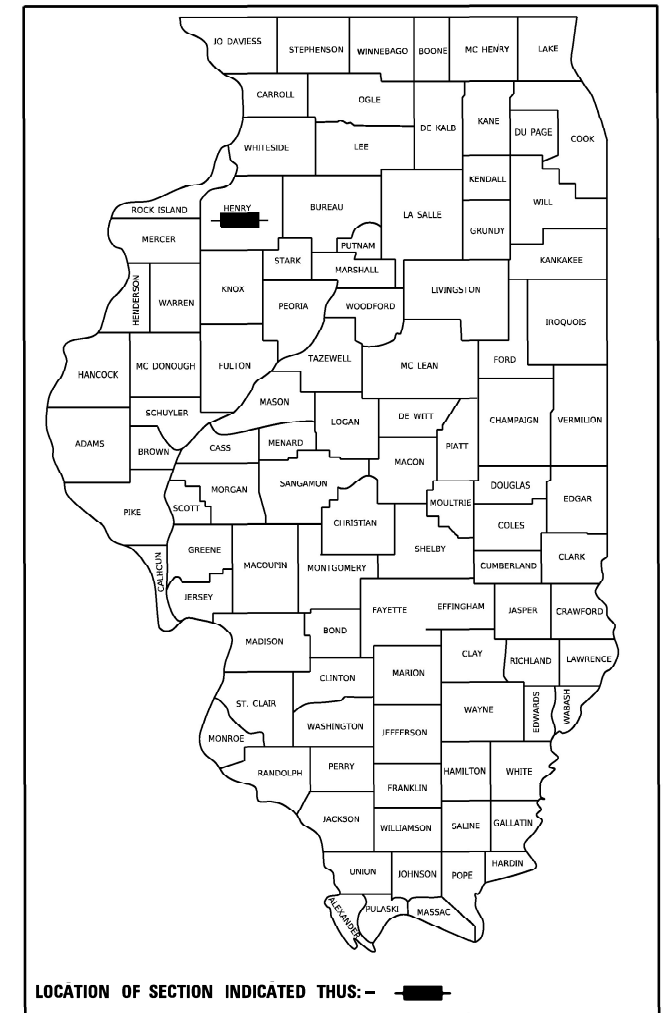 JO DAVIESS
STEPHENSON
WINNEBAGO
BOONE
MC HENRY
LAKE
CARROLL
OGLE
DE KALB
KANE
DU PAGE
COOK
WHITESIDE
LEE
KENDALL
WILL
ROCK ISLAND
HENRY
BUREAU
LA SALLE
GRUNDY
MERCER
PUTNAM
STARK
MARSHALL
KANKAKEE
HENDERSON
WARREN
KNOX
PEORIA
WOODFORD
LIVINGSTON
IROQUOIS
HANCOCK
MC DONOUGH
FULTON
TAZEWELL
MC LEAN
FORD
SCHUYLER
MASON
LOGAN
DE WITT
CHAMPAIGN
VERMILION
ADAMS
BROWN
CASS
MENARD
MACON
PIATT
PIKE
SCOTT
MORGAN
SANGAMON
CHRISTIAN
MOULTRIE
DOUGLAS
EDGAR
COLES
GREENE
CALHOUN
MACOUPIN
MONTGOMERY
SHELBY
CUMBERLAND
CLARK
JERSEY
FAYETTE
EFFINGHAM
JASPER
CRAWFORD
MADISON
BOND
CLAY
RICHLAND
LAWRENCE
CLINTON
MARION
ST. CLAIR
WAYNE
EDWARDS
WABASH
MONROE
WASHINGTON
JEFFERSON
RANDOLPH
PERRY
HAMILTON
WHITE
FRANKLIN
JACKSON
WILLIAMSON
SALINE
GALLATIN
UNION
JOHNSON
POPE
HARDIN
ALEXANDER
PULASKI
MASSAC
LOCATION OF SECTION INDICATED THUS:–